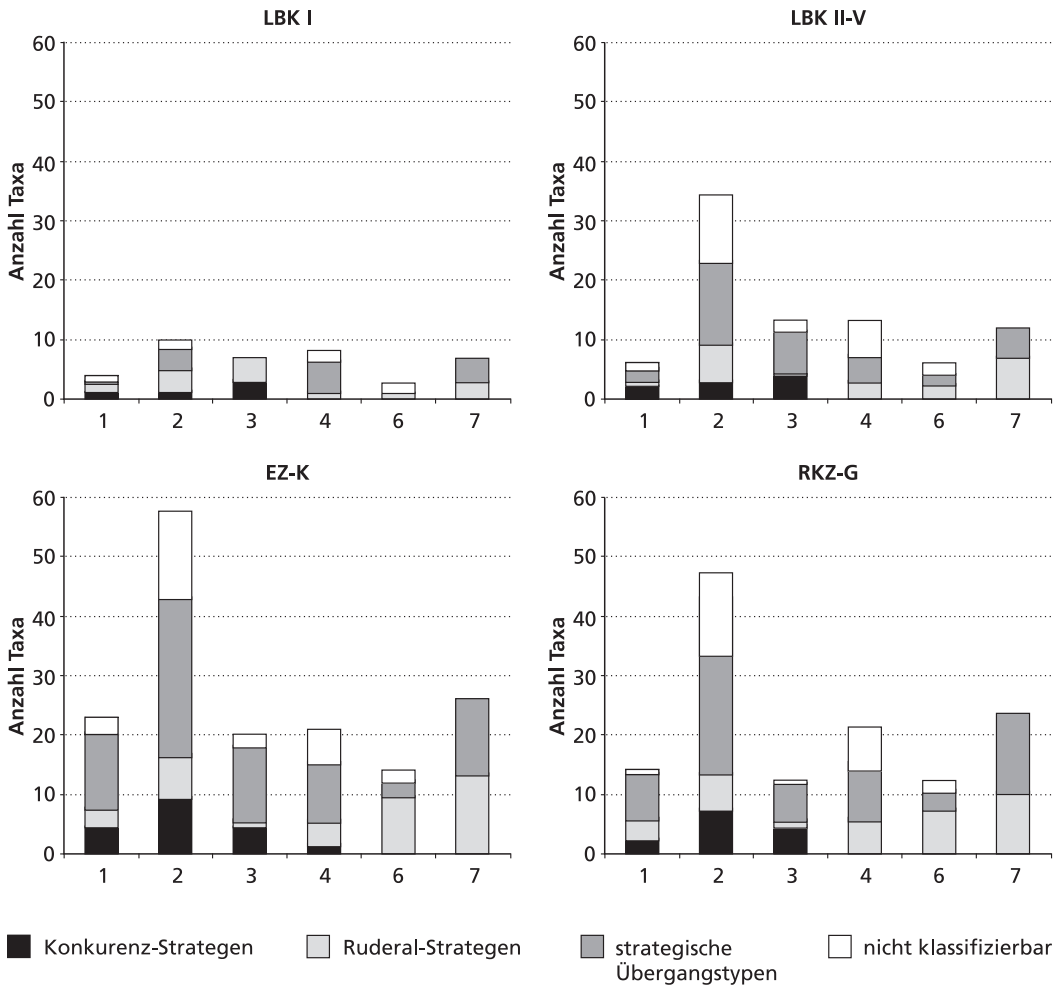 LBK I
60
50
40
30
20
10
0
Anzahl Taxa
1 2 3 4 6 7
LBK II-V
60
50
40
30
20
10
0
Anzahl Taxa
1 2 3 4 6 7
EZ-K
60
50
40
30
20
10
0
Anzahl Taxa
1 2 3 4 6 7
RKZ-G
60
50
40
30
20
10
0
Anzahl Taxa
1 2 3 4 6 7
Konkurenz-Strategen
Ruderal-Strategen
strategische
Übergangstypen
nicht klassifizierbar